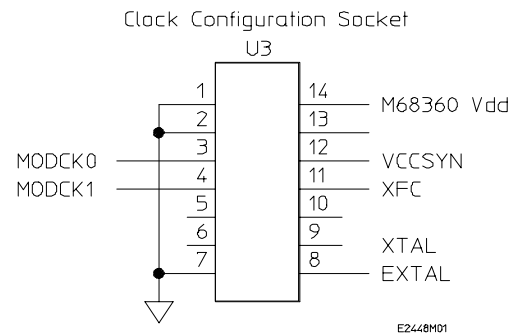 Clock Configuration Socket
U3
1 14 M68360 Vdd
2 13
MODCK0 3 12 VCCSYN
MODCK1 4 11 XFC
5 10
6 9 XTAL
7 8 EXTAL
E2448M01